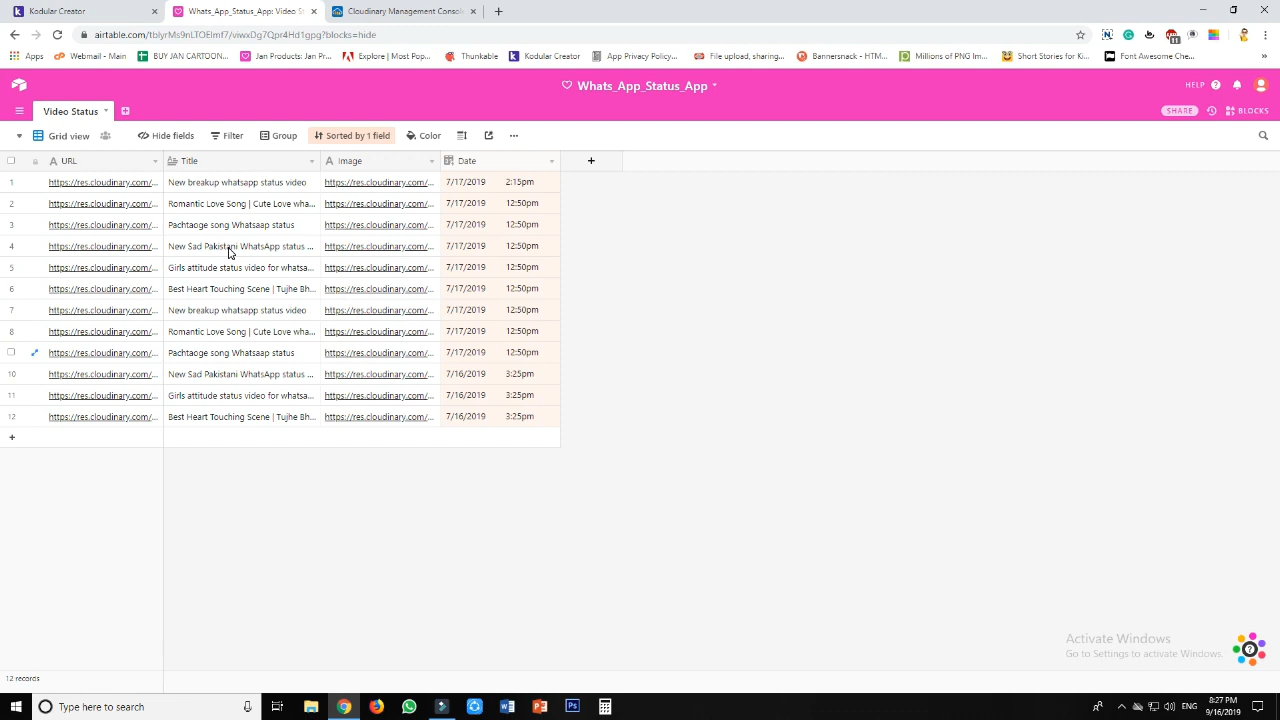 Kodular Creator
Whats_App_Status_App: Video S
Cloudinary Management Consol
airtable.com/tblyrMs9nLTOElmf7/viwxOg7Qpr4Hd1gpg?blocks=hide
Apps
Webmail - Main
BUY JAN CARTOON...
Jan Products: Jan Pr...
Explore | Most Pop...
Thunkable
Kodular Creator
App Privacy Policy...
File upload, sharing...
Bannersnack - HTM...
Millions of PNG Im...
Short Stories for Ki...
Font Awesome Che...
Whats_App_Status_App
HELP
Video Status
SHARE
BLOCKS
Grid view
Hide fields
Filter
Group
Sorted by 1 field
Color
URL Title Image Date
1 https://res.cloudinary.com/... New breakup whatsapp status video https://res.cloudinary.com/... 7/17/2019 2:15pm
2 https://res.cloudinary.com/... Romantic Love Song | Cute Love wha... https://res.cloudinary.com/... 7/17/2019 12:50pm
3 https://res.cloudinary.com/... Pachtaoge song Whatsaap status https://res.cloudinary.com/... 7/17/2019 12:50pm
4 https://res.cloudinary.com/... New Sad Pakistani WhatsApp status ... https://res.cloudinary.com/... 7/17/2019 12:50pm
5 https://res.cloudinary.com/... Girls attitude status video for whatsa... https://res.cloudinary.com/... 7/17/2019 12:50pm
6 https://res.cloudinary.com/... Best Heart Touching Scene | Tujhe Bh... https://res.cloudinary.com/... 7/17/2019 12:50pm
7 https://res.cloudinary.com/... New breakup whatsapp status video https://res.cloudinary.com/... 7/17/2019 12:50pm
8 https://res.cloudinary.com/... Romantic Love Song | Cute Love wha... https://res.cloudinary.com/... 7/17/2019 12:50pm
https://res.cloudinary.com/... Pachtaoge song Whatsaap status https://res.cloudinary.com/... 7/17/2019 12:50pm
10 https://res.cloudinary.com/... New Sad Pakistani WhatsApp status ... https://res.cloudinary.com/... 7/16/2019 3:25pm
11 https://res.cloudinary.com/... Girls attitude status video for whatsa... https://res.cloudinary.com/... 7/16/2019 3:25pm
12 https://res.cloudinary.com/... Best Heart Touching Scene | Tujhe Bh... https://res.cloudinary.com/... 7/16/2019 3:25pm
Activate Windows
Go to Settings to activate Windows.
12 records
Type here to search
ENG
8:27 PM
9/16/2019